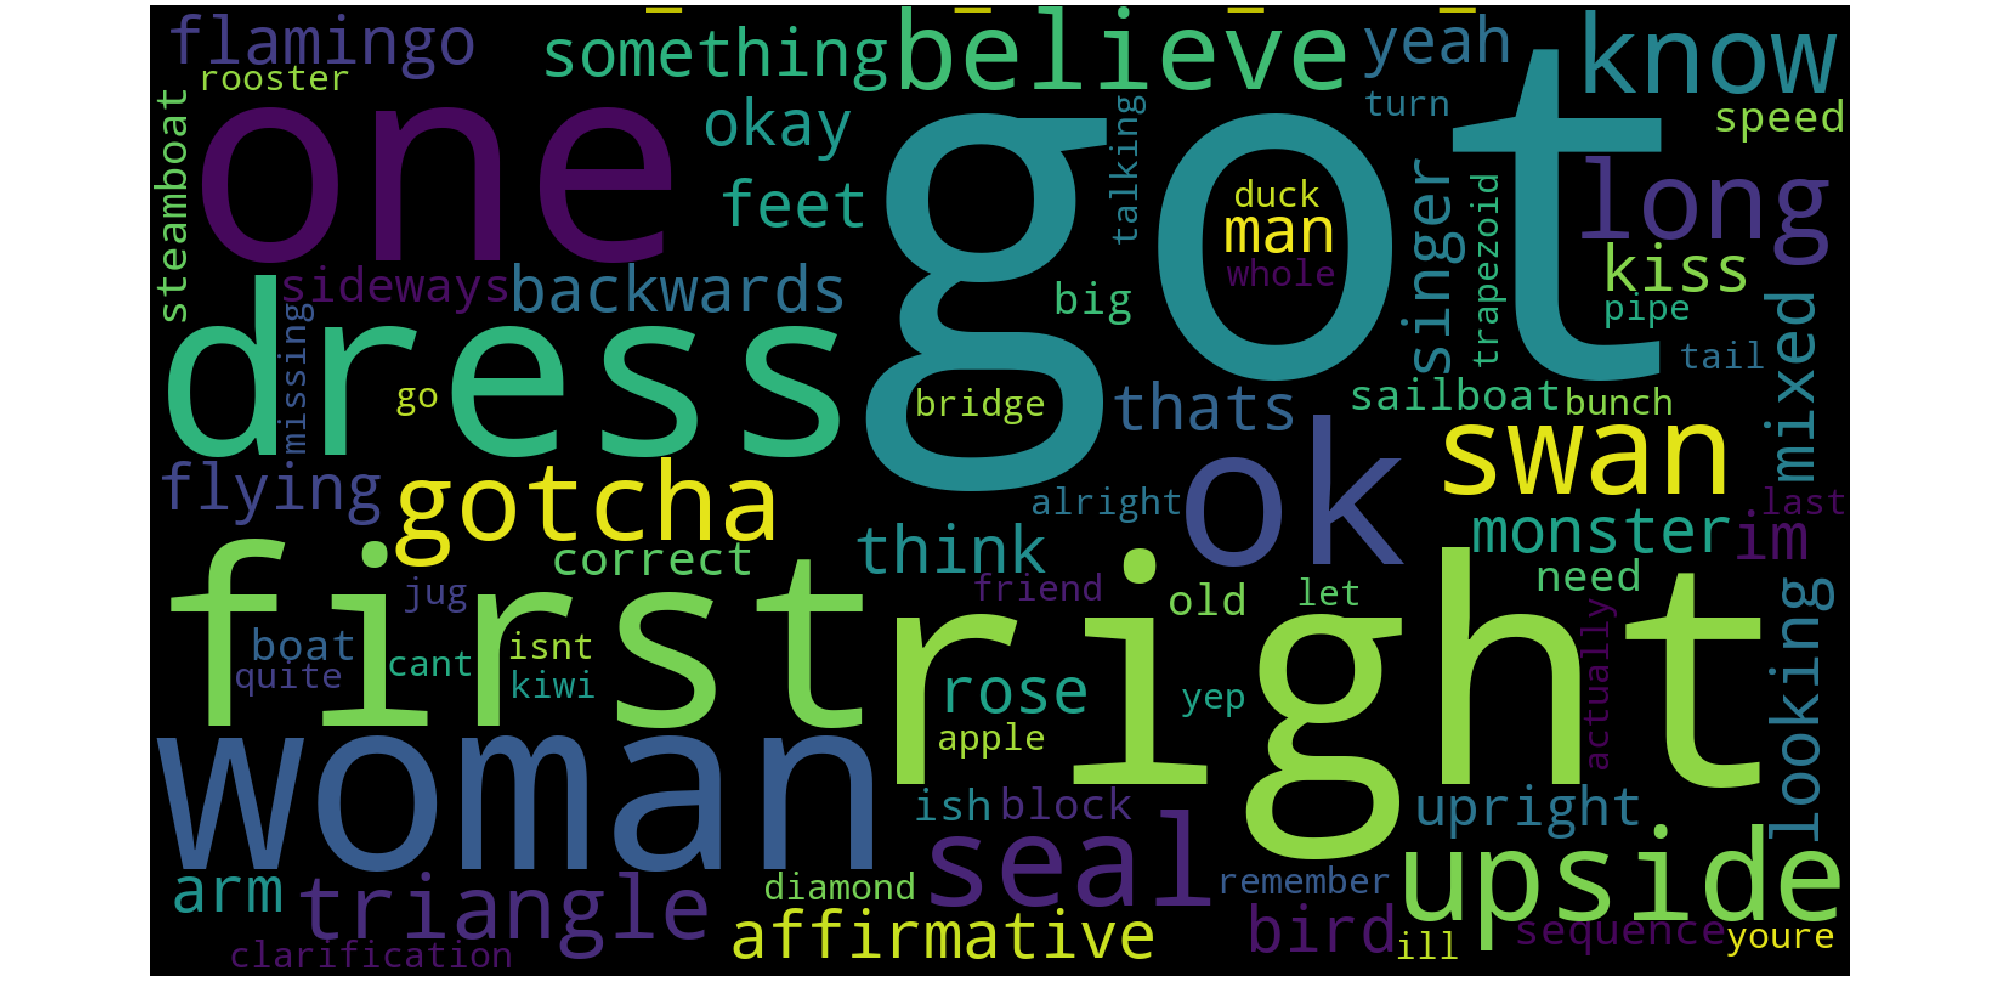 flamingo something believe yeah know
rooster
one okay got turn speed
steamboat talking
feet duck man singer trapezoid long
whole kiss
sideways backwards big pipe mixed
dress missing tail
go bridge thats sailboat bunch
flying gotcha ok swan
alright last
correct think monster im
jug friend old let need
first right actually looking
boat cant isnt rose yep
quite kiwi
apple
woman ish block upright
seal
arm triangle diamond remember upside
affirmative bird sequence
clarification ill youre